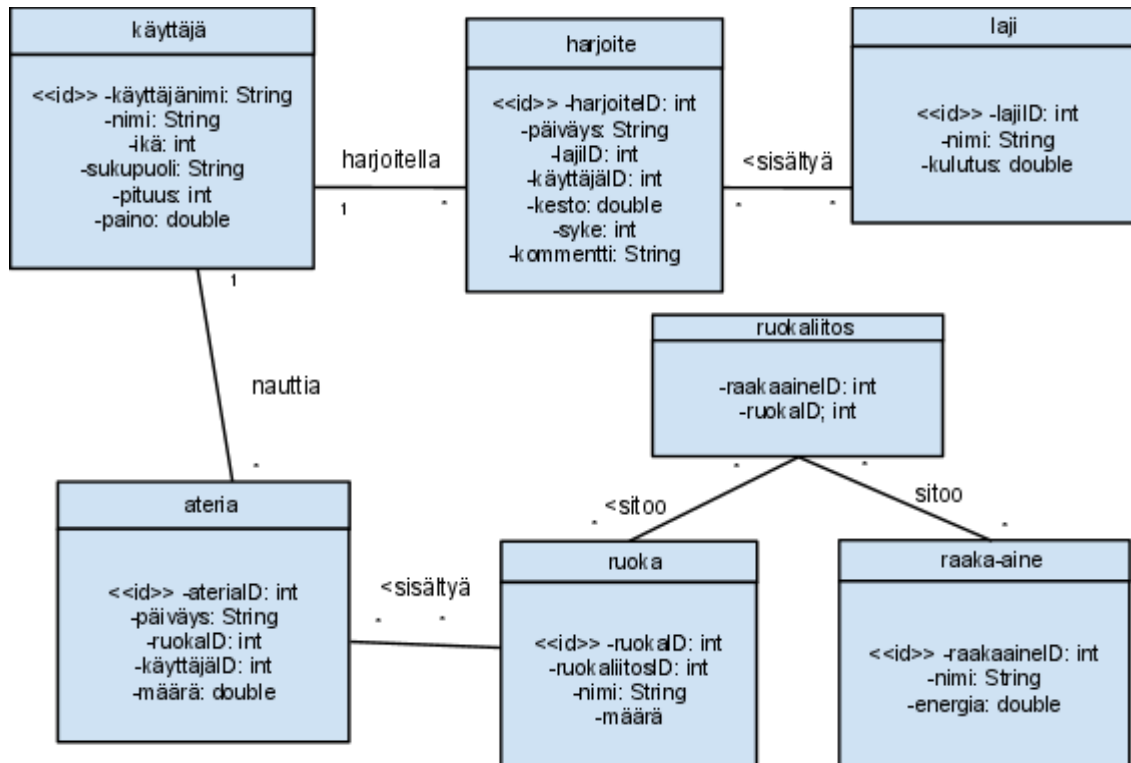 käyttäjä
<<id>> -käyttäjänimi: String
-nimi: String
-ikä: int
-sukupuoli: String
-pituus: int
-paino: double
harjoitella
1
*
harjoite
<<id>> -harjoiteID: int
-päiväys: String
-lajiID: int
-käyttäjäID: int
-kesto: double
-syke: int
-kommentti: String
<sisältyä
*
*
laji
<<id>> -lajiID: int
-nimi: String
-kulutus: double
1
nauttia
*
ruokaliitos
-raakaaineID: int
-ruokaID; int
*
*
<sitoo
*
sitoo
*
ateria
<<id>> -ateriaID: int
-päiväys: String
-ruokaID: int
-käyttäjäID: int
-määrä: double
<sisältyä
*
*
ruoka
<<id>> -ruokaID: int
-ruokaliitosID: int
-nimi: String
-määrä
raaka-aine
<<id>> -raakaaineID: int
-nimi: String
-energia: double